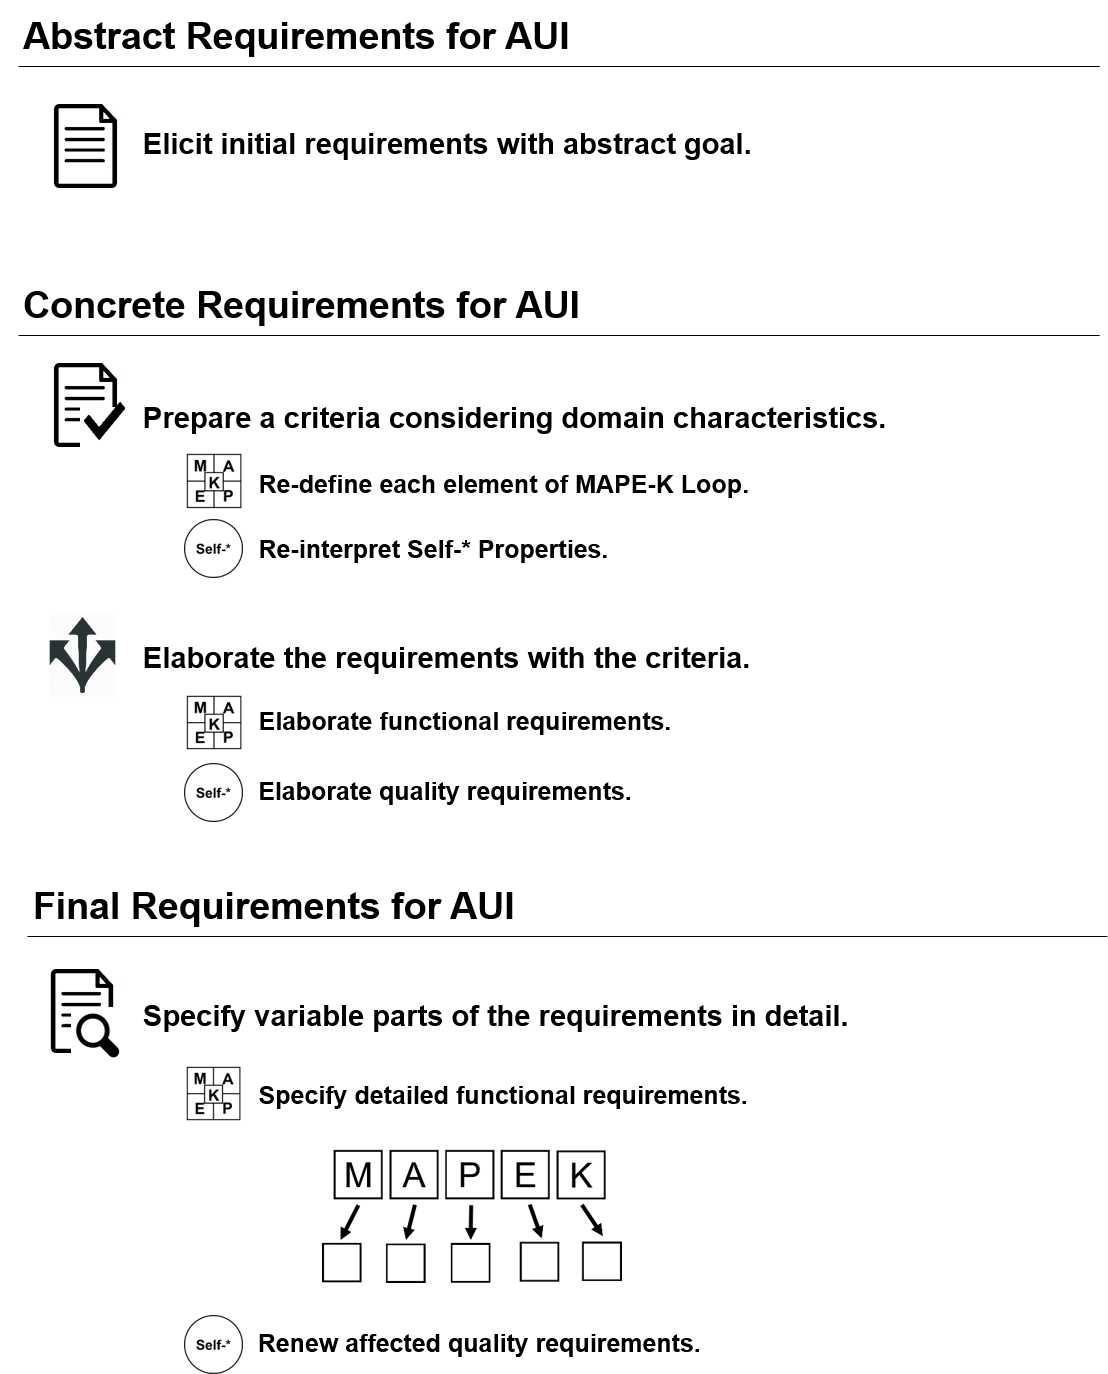 Abstract Requirements for AUI
Elicit initial requirements with abstract goal.
Concrete Requirements for AUI
Prepare a criteria considering domain characteristics.
M A
K
E P
Re-define each element of MAPE-K Loop.
Self-*
Re-interpret Self-* Properties.
Elaborate the requirements with the criteria.
M A
K
E P
Elaborate functional requirements.
Self-*
Elaborate quality requirements.
Final Requirements for AUI
Specify variable parts of the requirements in detail.
M A
K
E P
Specify detailed functional requirements.
M A P E K
Self-*
Renew affected quality requirements.